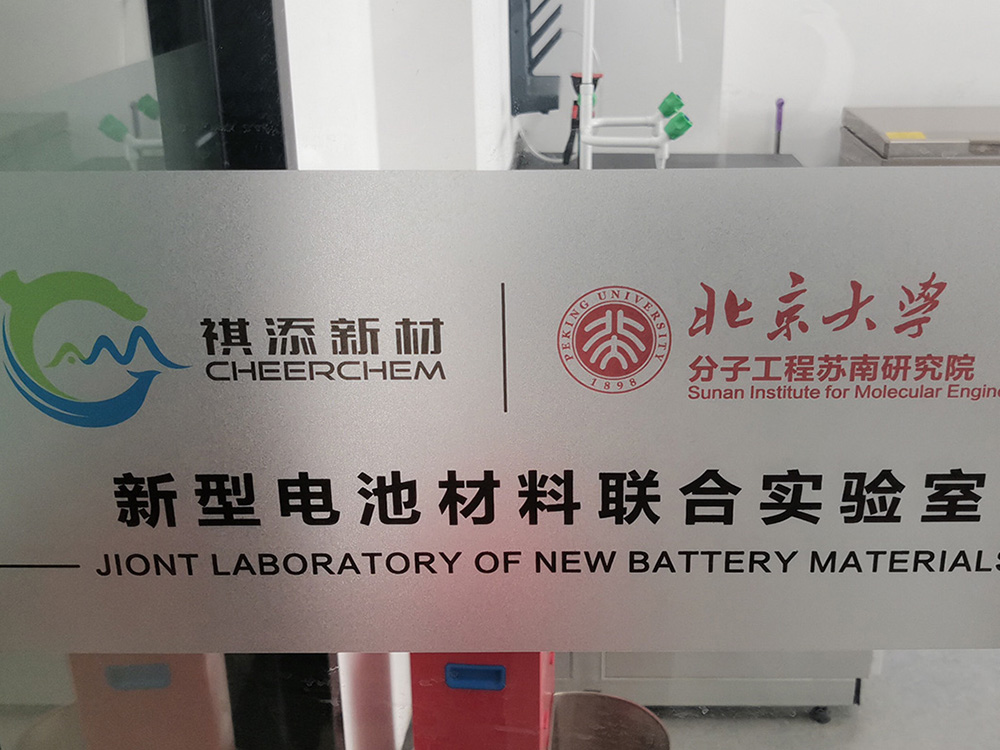 祺添新材
CHEERCHEM
PEKING UNIVERSITY
1898
北京大学
分子工程苏南研究院
Sunan Institute for Molecular
新型电池材料联合实验室
JIONT LABORATORY OF NEW BATTERY MATERIALS